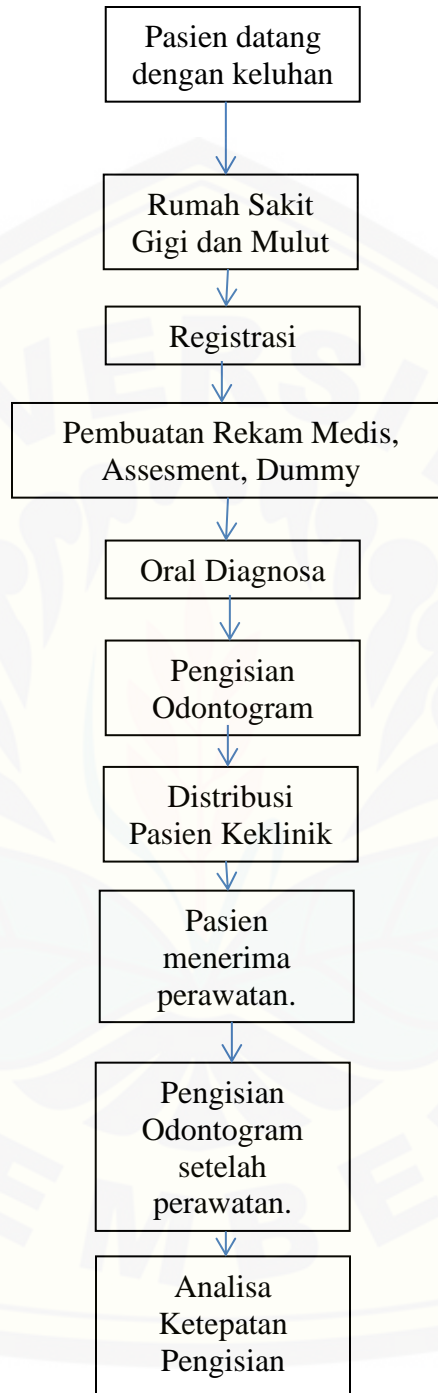 Pasien datang
dengan keluhan
Rumah Sakit
Gigi dan Mulut
Registrasi
Pembuatan Rekam Medis,
Assesment, Dummy
Oral Diagnosa
Pengisian
Odontogram
Distribusi
Pasien Keklinik
Pasien
menerima
perawatan.
Pengisian
Odontogram
setelah
perawatan.
Analisa
Ketepatan
Pengisian